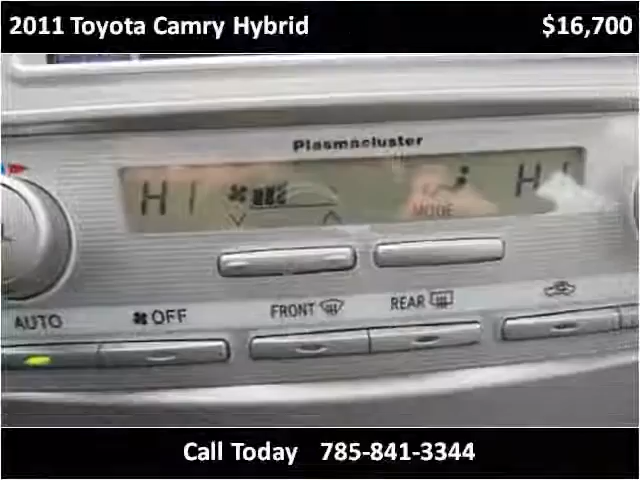 2011 Toyota Camry Hybrid $16,700
Plasmacluster
HI HI
MODE
AUTO OFF FRONT REAR
Call Today 785-841-3344